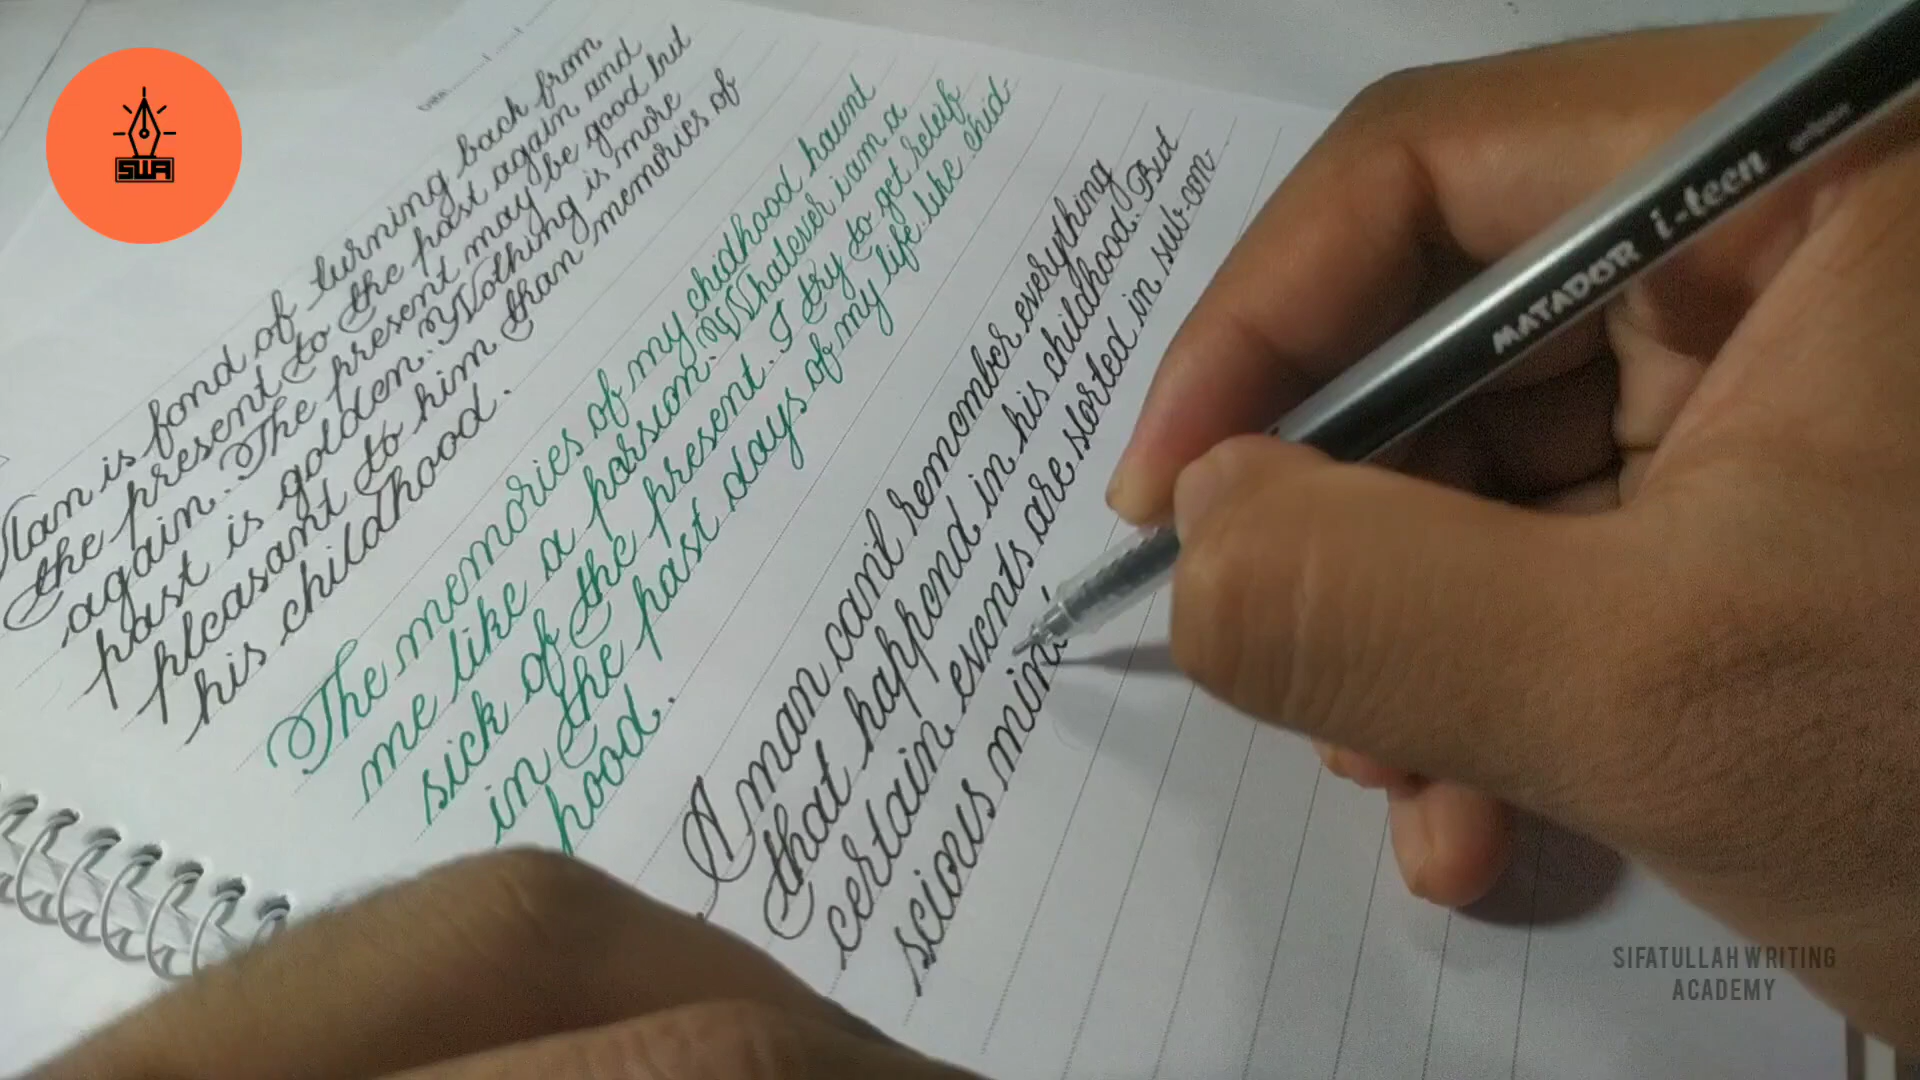 SWA
Date
Man is fond of turning back from
the present to the past again and
again. The present may be good but
past is golden. Nothing is more
pleasant to him than memories of
his childhood.
The memories of my chidhood haunt
me like a parson. Whatever i am a
sick of the present. I try to get releif
in the past days of my life like chid
hood.
A man can't remember everything
that happend in his childhood. But
certain events are storted in sub-con-
scious mind
MATADOR i-teen
SIFATULLAH WRITING
ACADEMY